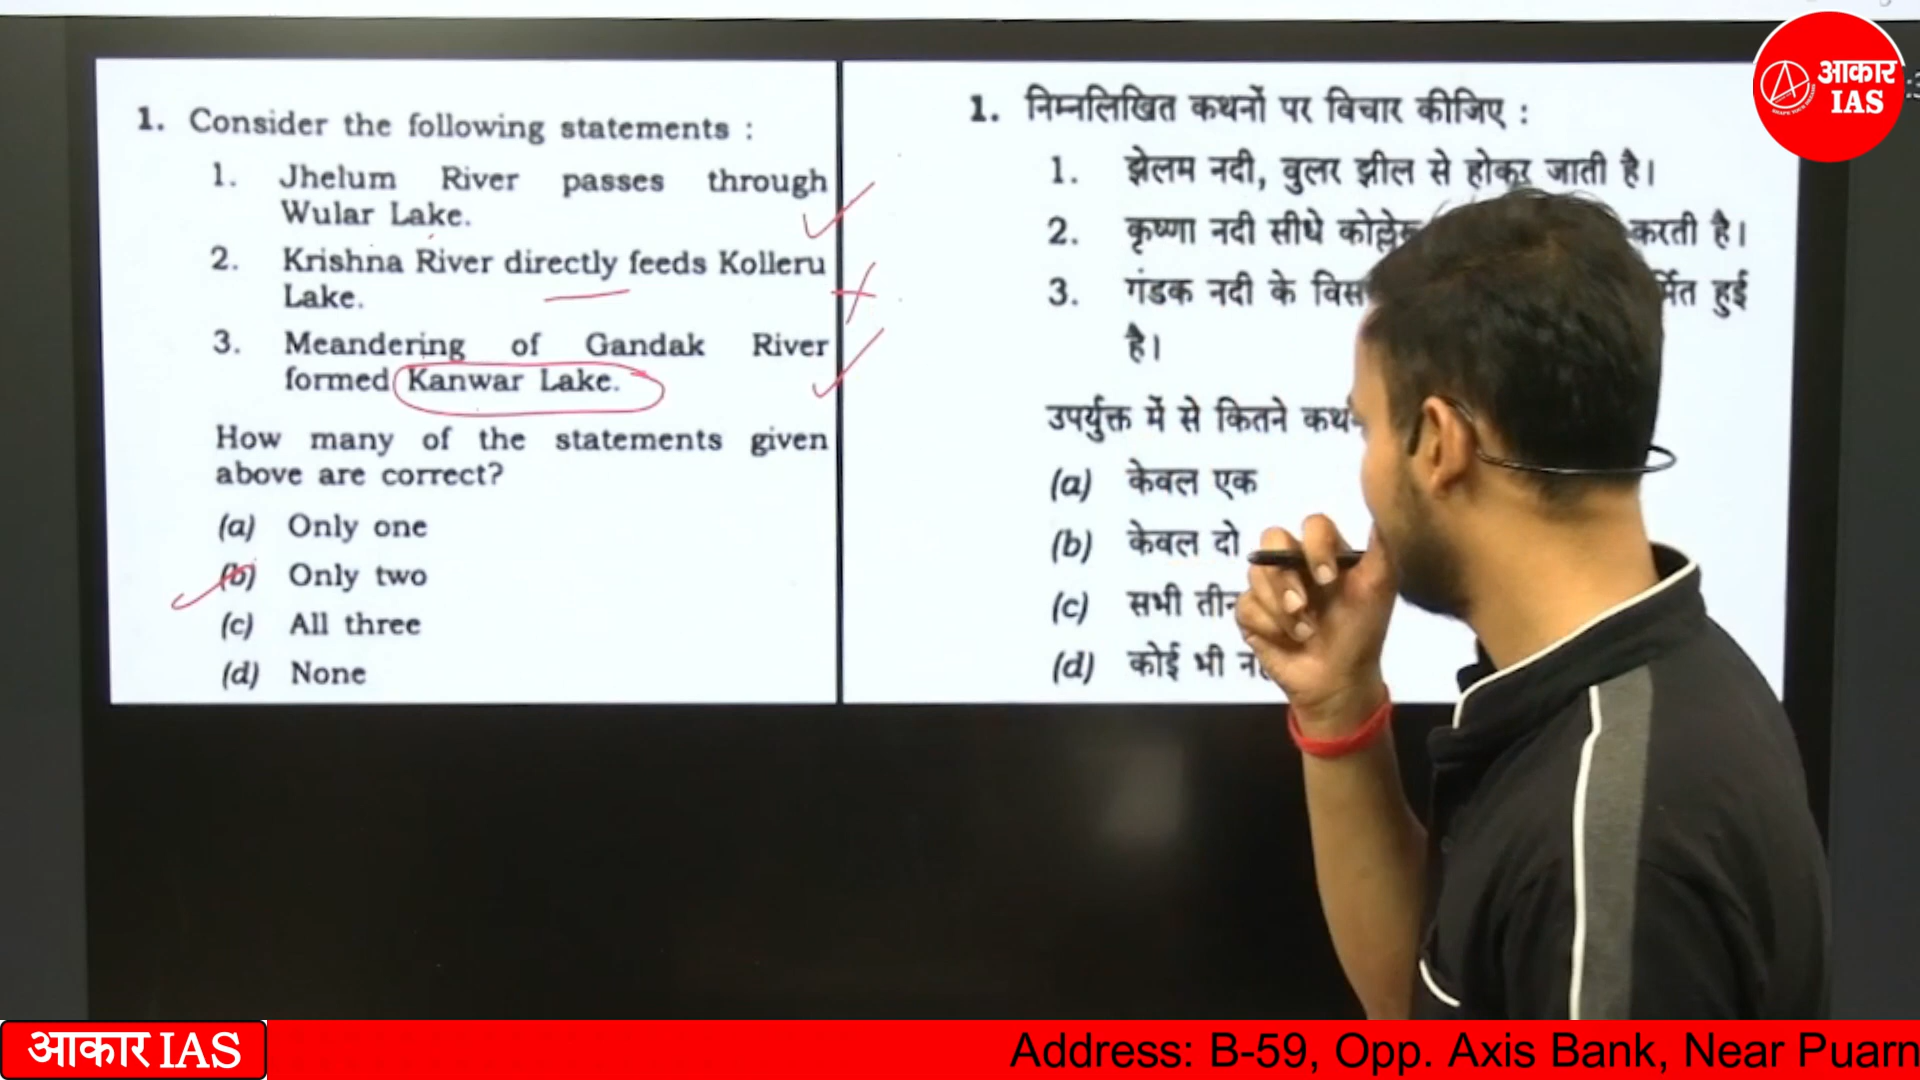 1. Consider the following statements :
1. Jhelum River passes through
Wular Lake.
2. Krishna River directly feeds Kolleru
Lake.
3. Meandering of Gandak River
formed Kanwar Lake.
How many of the statements given
above are correct?
(a) Only one
(b) Only two
(c) All three
(d) None
1. निम्नलिखित कथनों पर विचार कीजिए :
1. झेलम नदी, वुलर झील से होकर जाती है।
2. कृष्णा नदी सीधे कोल्लेरू करती है।
3. गंडक नदी के हुई
है।
उपर्युक्त में से कितने
(a) केवल एक
(b) केवल दो
(c) सभी
(d) कोई भी
आकार
IAS
आकार IAS
Address: B-59, Opp. Axis Bank, Near